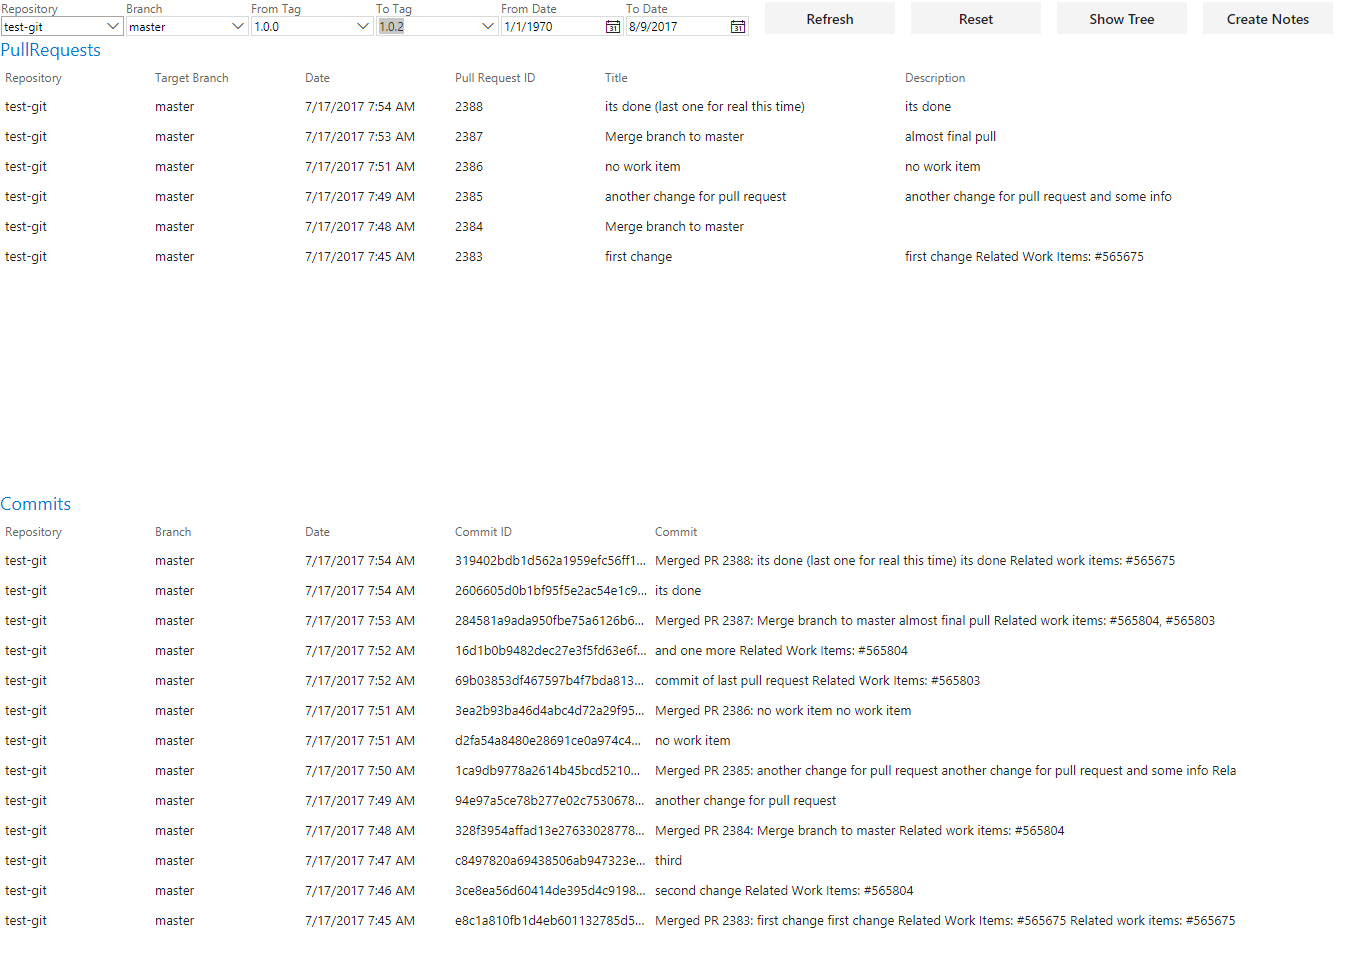 Repository Branch From Tag To Tag From Date To Date
test-git master 1.0.0 1.0.2 1/1/1970 31 8/9/2017 31 Refresh Reset Show Tree Create Notes
PullRequests
Repository Target Branch Date Pull Request ID Title Description
test-git master 7/17/2017 7:54 AM 2388 its done (last one for real this time) its done
test-git master 7/17/2017 7:53 AM 2387 Merge branch to master almost final pull
test-git master 7/17/2017 7:51 AM 2386 no work item no work item
test-git master 7/17/2017 7:49 AM 2385 another change for pull request another change for pull request and some info
test-git master 7/17/2017 7:48 AM 2384 Merge branch to master
test-git master 7/17/2017 7:45 AM 2383 first change first change Related Work Items: #565675
Commits
Repository Branch Date Commit ID Commit
test-git master 7/17/2017 7:54 AM 319402bdb1d562a1959efc56ff1... Merged PR 2388: its done (last one for real this time) its done Related work items: #565675
test-git master 7/17/2017 7:54 AM 2606605d0b1bf95f5e2ac54e1c9... its done
test-git master 7/17/2017 7:53 AM 284581a9ada950fbe75a6126b6... Merged PR 2387: Merge branch to master almost final pull Related work items: #565804, #565803
test-git master 7/17/2017 7:52 AM 16d1b0b9482dec27e3f5fd63e6f... and one more Related Work Items: #565804
test-git master 7/17/2017 7:52 AM 69b03853df467597b4f7bda813... commit of last pull request Related Work Items: #565803
test-git master 7/17/2017 7:51 AM 3ea2b93ba46d4abc4d72a29f95... Merged PR 2386: no work item no work item
test-git master 7/17/2017 7:51 AM d2fa54a8480e28691ce0a974c4... no work item
test-git master 7/17/2017 7:50 AM 1ca9db9778a2614b45bcd5210... Merged PR 2385: another change for pull request another change for pull request and some info Rela
test-git master 7/17/2017 7:49 AM 94e97a5ce78b277e02c7530678... another change for pull request
test-git master 7/17/2017 7:48 AM 328f3954affad13e27633028778... Merged PR 2384: Merge branch to master Related work items: #565804
test-git master 7/17/2017 7:47 AM c8497820a69438506ab947323e... third
test-git master 7/17/2017 7:46 AM 3ce8ea56d60414de395d4c9198... second change Related Work Items: #565804
test-git master 7/17/2017 7:45 AM e8c1a810fb1d4eb601132785d5... Merged PR 2383: first change first change Related Work Items: #565675 Related work items: #565675